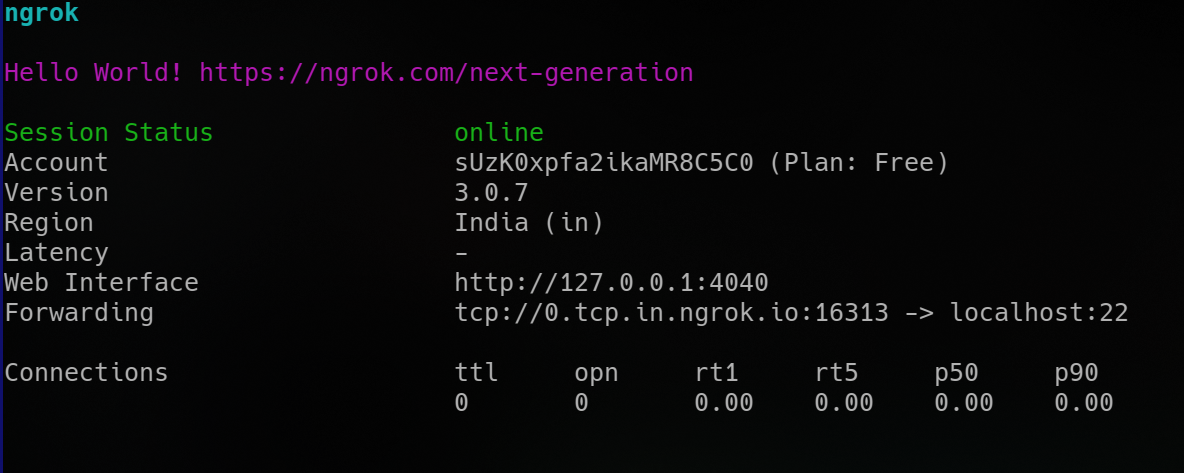 ngrok
Hello World! https://ngrok.com/next-generation
Session Status online
Account sUzK0xpfa2ikaMR8C5C0 (Plan: Free)
Version 3.0.7
Region India (in)
Latency -
Web Interface http://127.0.0.1:4040
Forwarding tcp://0.tcp.in.ngrok.io:16313 -> localhost:22
Connections ttl opn rt1 rt5 p50 p90
0 0 0.00 0.00 0.00 0.00